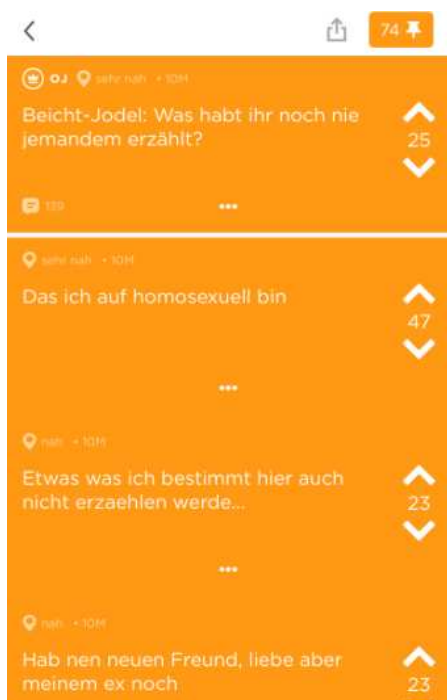 74
OJ sehr nah • 10M
Beicht-Jodel: Was habt ihr noch nie
jemandem erzählt?
25
139
sehr nah • 10M
Das ich auf homosexuell bin
47
nah • 10M
Etwas was ich bestimmt hier auch
nicht erzaehlen werde...
23
nah • 10M
Hab nen neuen Freund, liebe aber
meinem ex noch
23